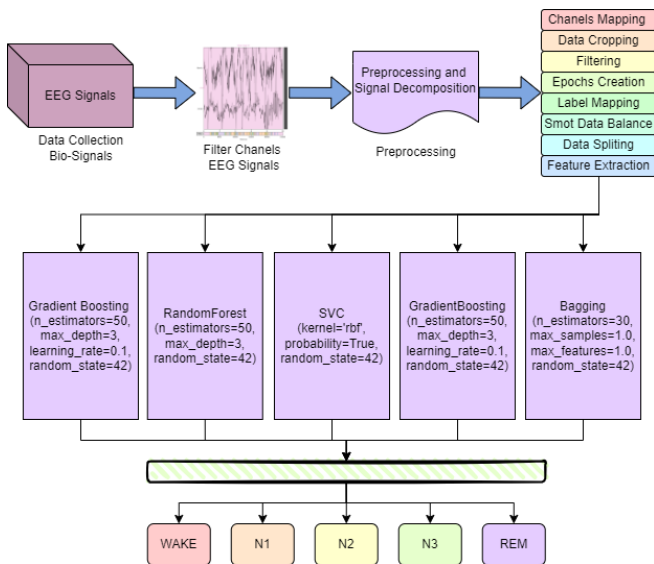 EEG Signals
Data Collection
Bio-Signals
Filter Chanels
EEG Signals
Preprocessing and
Signal Decomposition
Preprocessing
Chanels Mapping
Data Cropping
Filtering
Epochs Creation
Label Mapping
Smot Data Balance
Data Spliting
Feature Extraction
Gradient Boosting
(n_estimators=50,
max_depth=3,
learning_rate=0.1,
random_state=42)
RandomForest
(n_estimators=50,
max_depth=3,
random_state=42)
SVC
(kernel='rbf',
probability=True,
random_state=42)
GradientBoosting
(n_estimators=50,
max_depth=3,
learning_rate=0.1,
random_state=42)
Bagging
(n_estimators=30,
max_samples=1.0,
max_features=1.0,
random_state=42)
WAKE
N1
N2
N3
REM